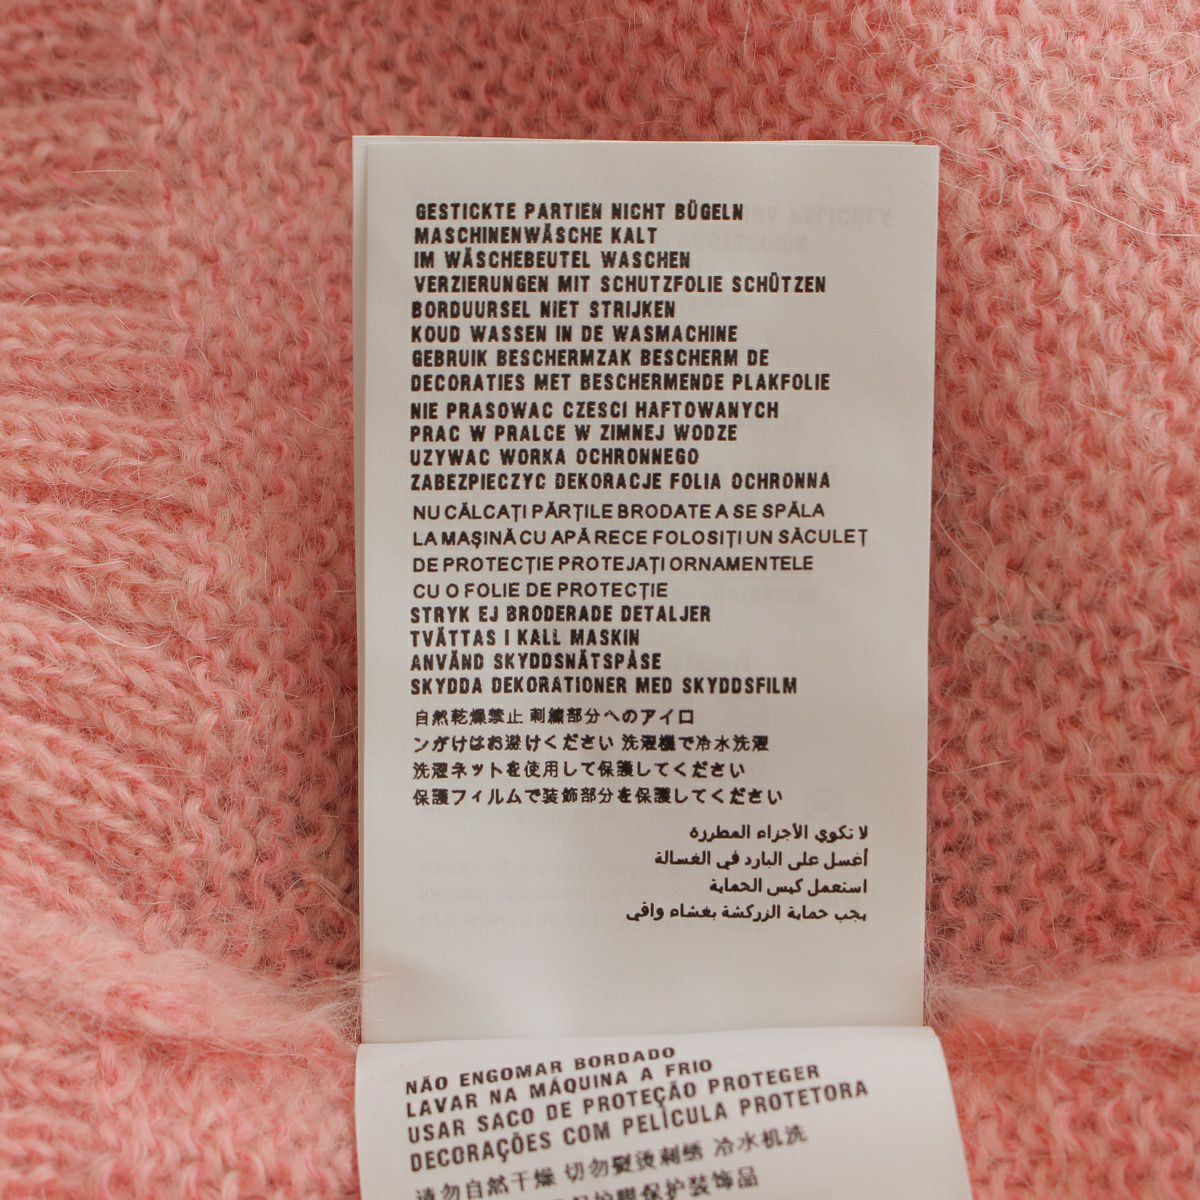 GESTICKTE PARTIEN NICHT BÜGELN
MASCHINENWÄSCHE KALT
IM WÄSCHEBEUTEL WASCHEN
VERZIERUNGEN MIT SCHUTZFOLIE SCHÜTZEN
BORDUURSEL NIET STRIJKEN
KOUD WASSEN IN DE WASMACHINE
GEBRUIK BESCHERMZAK BESCHERM DE
DECORATIES MET BESCHERMENDE PLAKFOLIE
NIE PRASOWAC CZESCI HAFTOWANYCH
PRAC W PRALCE W ZIMNEJ WODZE
UZYWAC WORKA OCHRONNEGO
ZABEZPIECZYC DEKORACJE FOLIA OCHRONNA
NU CĂLCAȚI PĂRȚILE BRODATE A SE SPĂLA
LA MAȘINĂ CU APĂ RECE FOLOSIȚI UN SĂCULEȚ
DE PROTECȚIE PROTEJAȚI ORNAMENTELE
CU O FOLIE DE PROTECȚIE
STRYK EJ BRODERADE DETALJER
TVÄTTAS I KALL MASKIN
ANVÄND SKYDDSNÄTSPÅSE
SKYDDA DEKORATIONER MED SKYDDSFILM
自然乾燥禁止 刺繍部分へのアイロ
ンがけはお避けください 洗濯機で冷水洗濯
洗濯ネットを使用して保護してください
保護フィルムで装飾部分を保護してください
لا تكوي الأجزاء المطررة
أغسل على البارد في الغسالة
استعمل كيس الحماية
يجب حماية الزركشة بغشاء واقي
NÃO ENGOMAR BORDADO
LAVAR NA MÁQUINA A FRIO
USAR SACO DE PROTEÇÃO PROTEGER
DECORAÇÕES COM PELÍCULA PROTETORA
请勿自然干燥 切勿熨烫刺绣 冷水机洗
保护膜保护装饰品